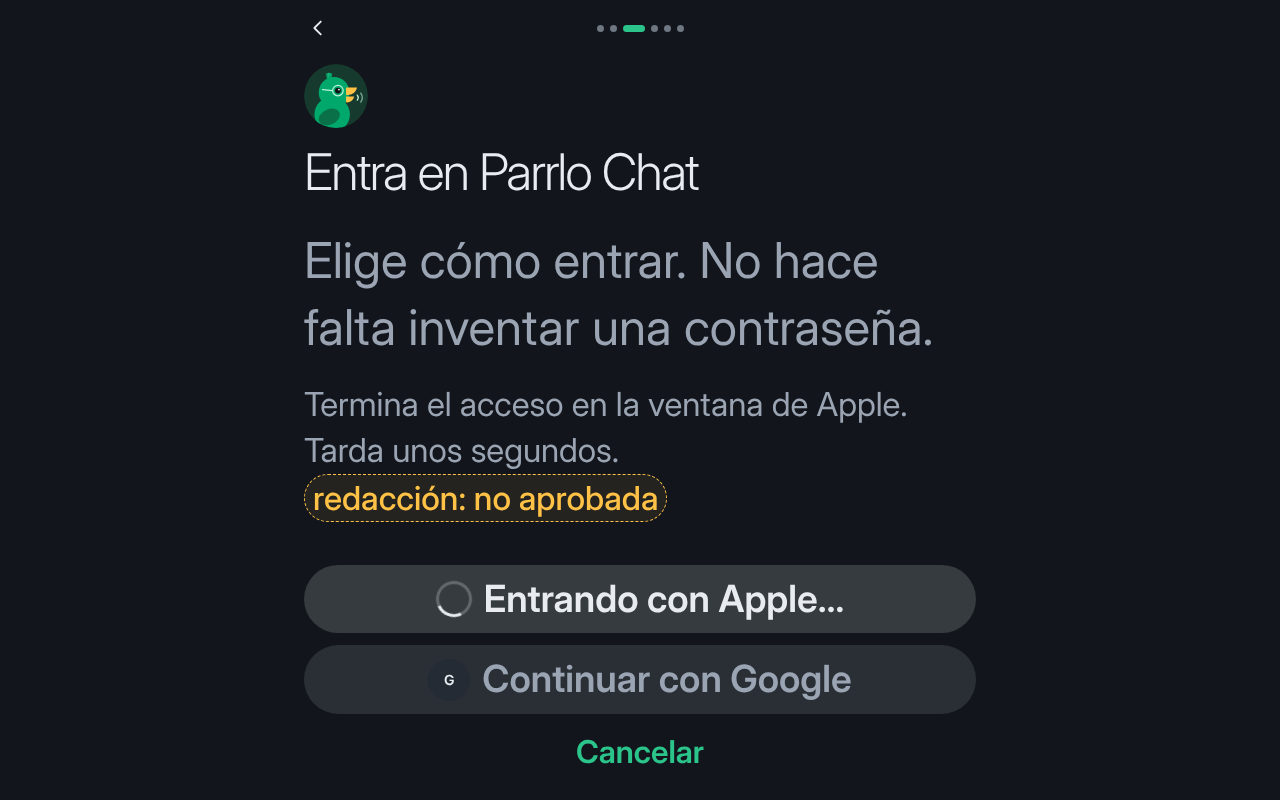 Entra en Parrlo Chat
Elige cómo entrar. No hace
falta inventar una contraseña.
Termina el acceso en la ventana de Apple.
Tarda unos segundos.
redacción: no aprobada
Entrando con Apple...
G Continuar con Google
Cancelar